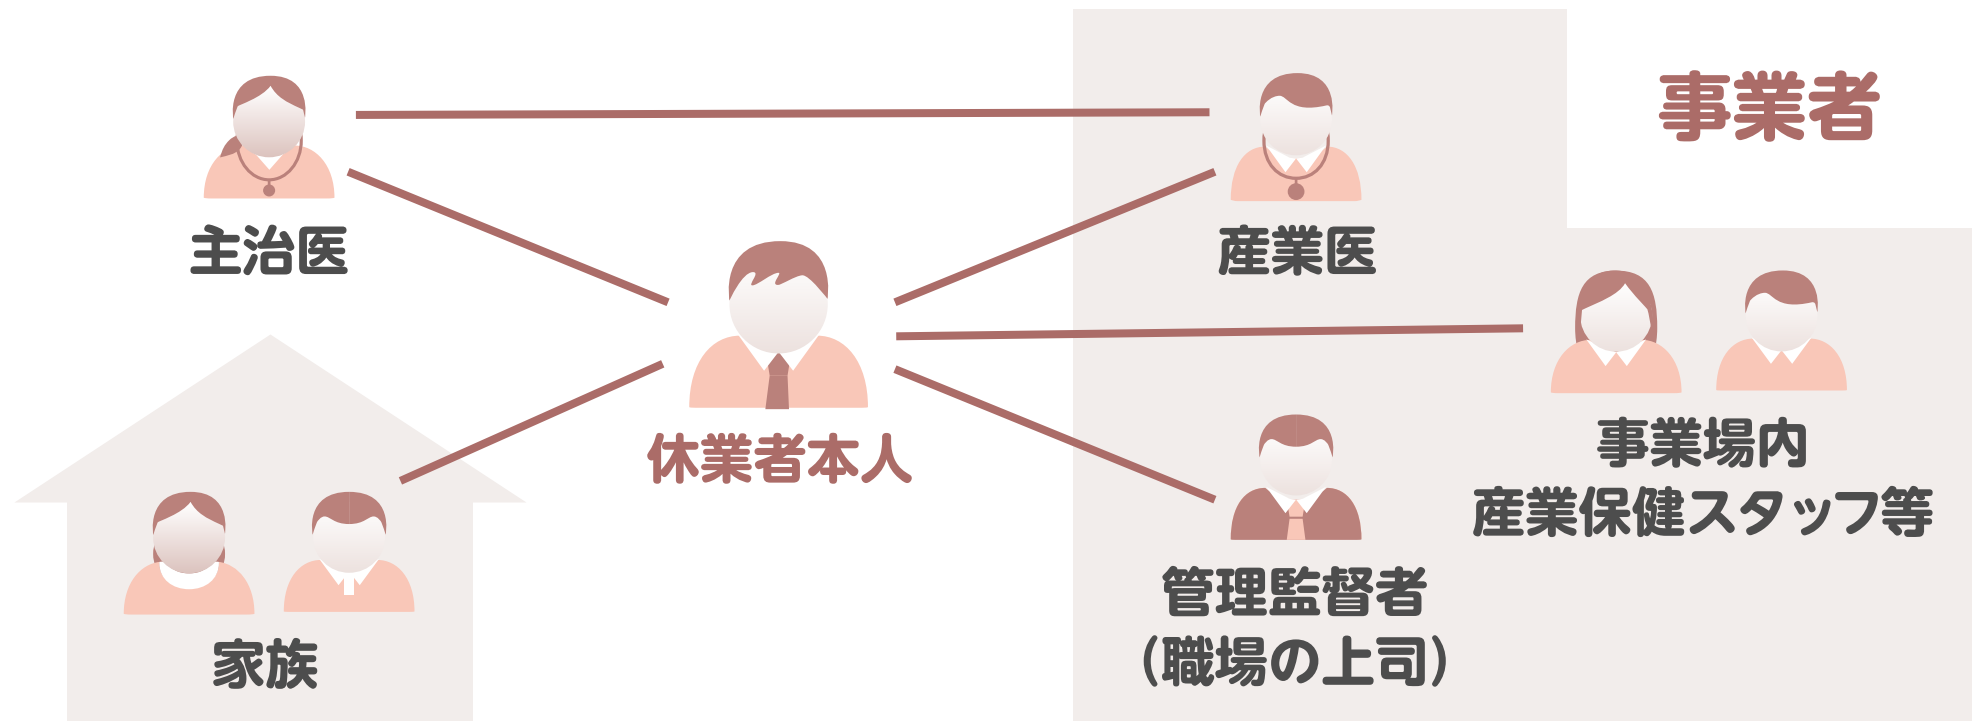 事業者
主治医
産業医
休業者本人
事業場内
産業保健スタッフ等
管理監督者
（職場の上司）
家族